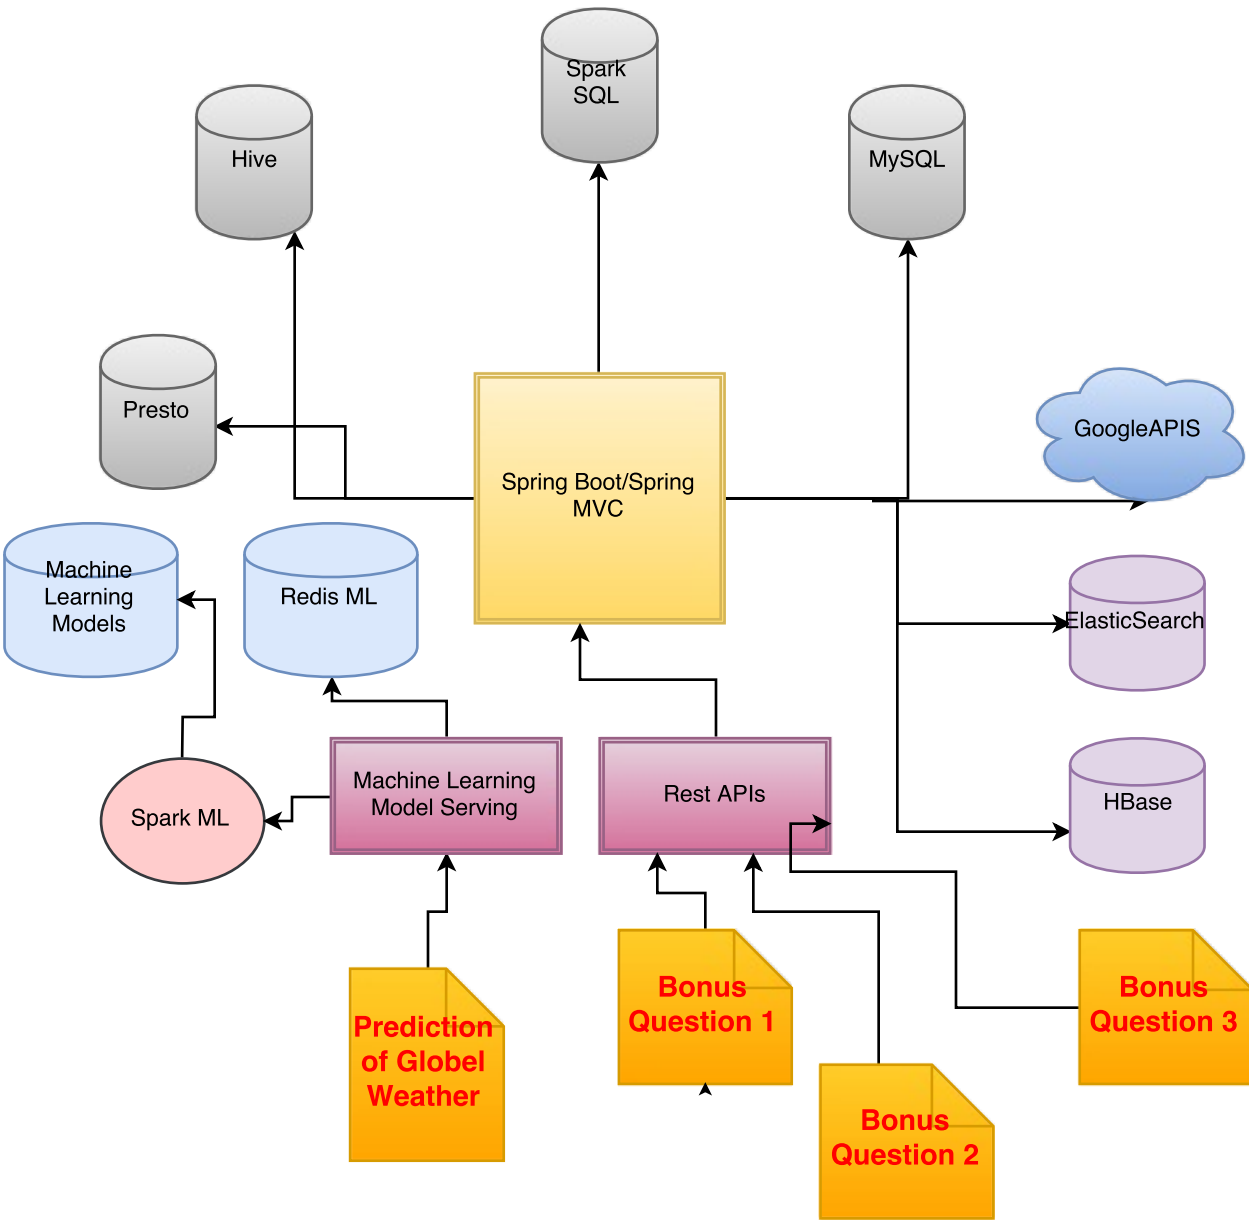 Spark
SQL
Hive
MySQL
Presto
GoogleAPIS
Spring Boot/Spring
MVC
Machine
Learning
Models
Redis ML
ElasticSearch
Machine Learning
Model Serving
Rest APIs
HBase
Spark ML
Bonus
Question 1
Bonus
Question 3
Prediction
of Globel
Weather
Bonus
Question 2